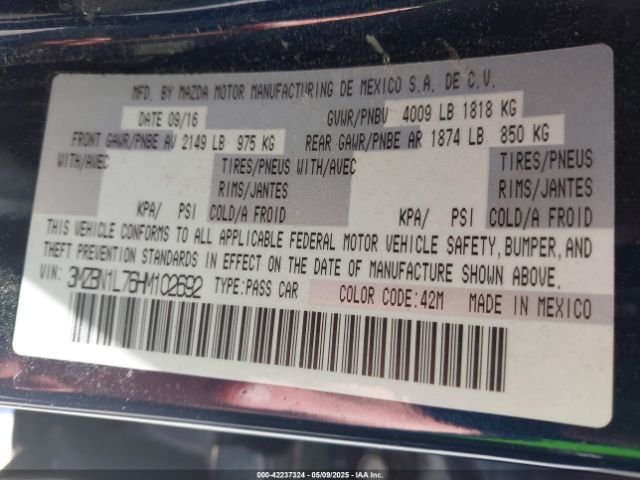 MFD. BY MAZDA MOTOR MANUFACTURING DE MEXICO S.A. DE C.V.
DATE 09/16 GVWR/PNBV 4009 LB 1818 KG
FRONT GAWR/PNBE AV 2149 LB 975 KG REAR GAWR/PNBE AR 1874 LB 850 KG
WITH/AVEC TIRES/PNEUS WITH/AVEC TIRES/PNEUS
RIMS/JANTES RIMS/JANTES
KPA/ PSI COLD/A FROID KPA/ PSI COLD/A FROID
THIS VEHICLE CONFORMS TO ALL APPLICABLE FEDERAL MOTOR VEHICLE SAFETY, BUMPER, AND
THEFT PREVENTION STANDARDS IN EFFECT ON THE DATE OF MANUFACTURE SHOWN ABOVE.
VIN: 3MZBN1L76HM102692 TYPE:PASS CAR COLOR CODE:42M MADE IN MEXICO
000-42237324 | 05/09/2025 | IAA Inc.